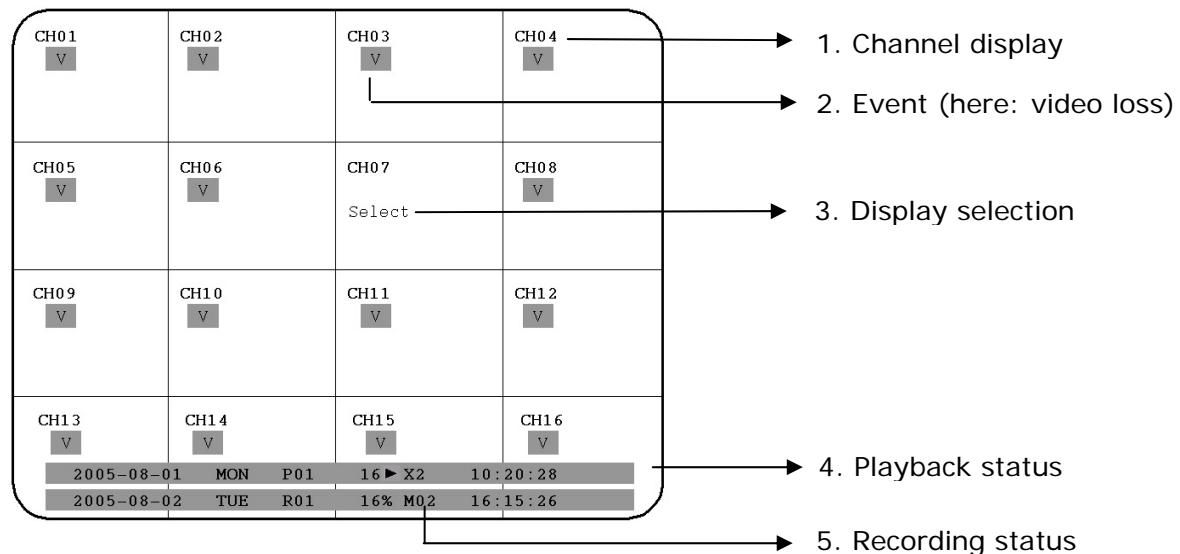 CH01 CH02 CH03 CH04
V V V V
1. Channel display
2. Event (here: video loss)
CH05 CH06 CH07 CH08
V V V
Select
3. Display selection
CH09 CH10 CH11 CH12
V V V V
CH13 CH14 CH15 CH16
V V V V
2005-08-01 MON P01 16► X2 10:20:28
4. Playback status
2005-08-02 TUE R01 16% M02 16:15:26
5. Recording status